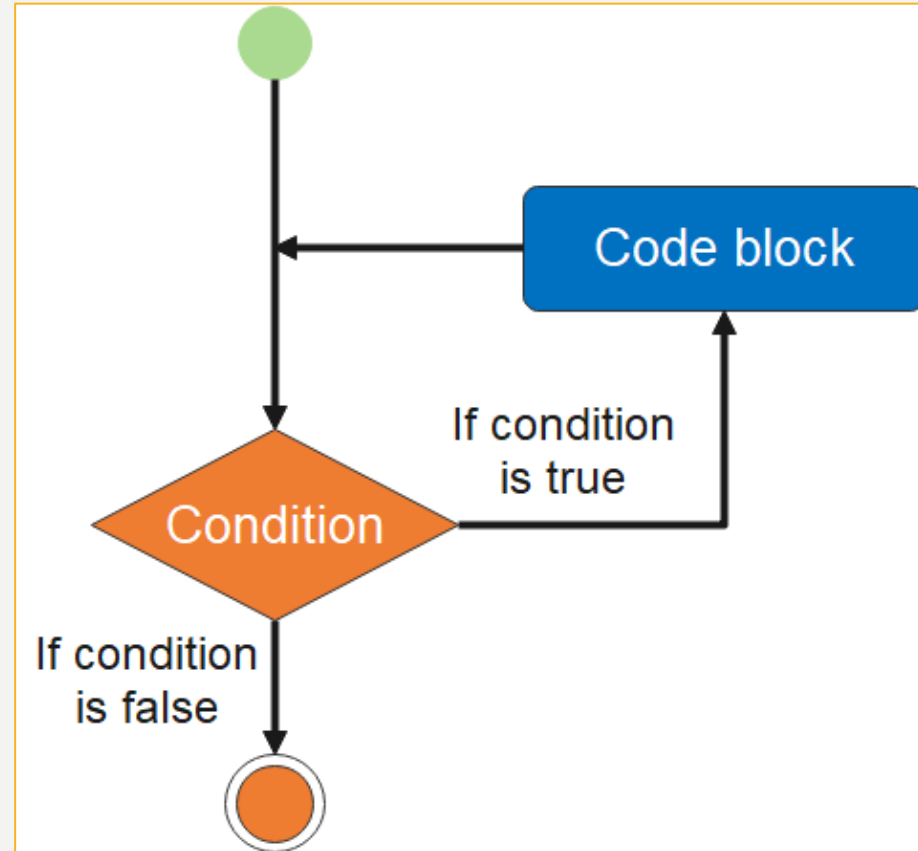 Code block
If condition
is true
Condition
If condition
is false